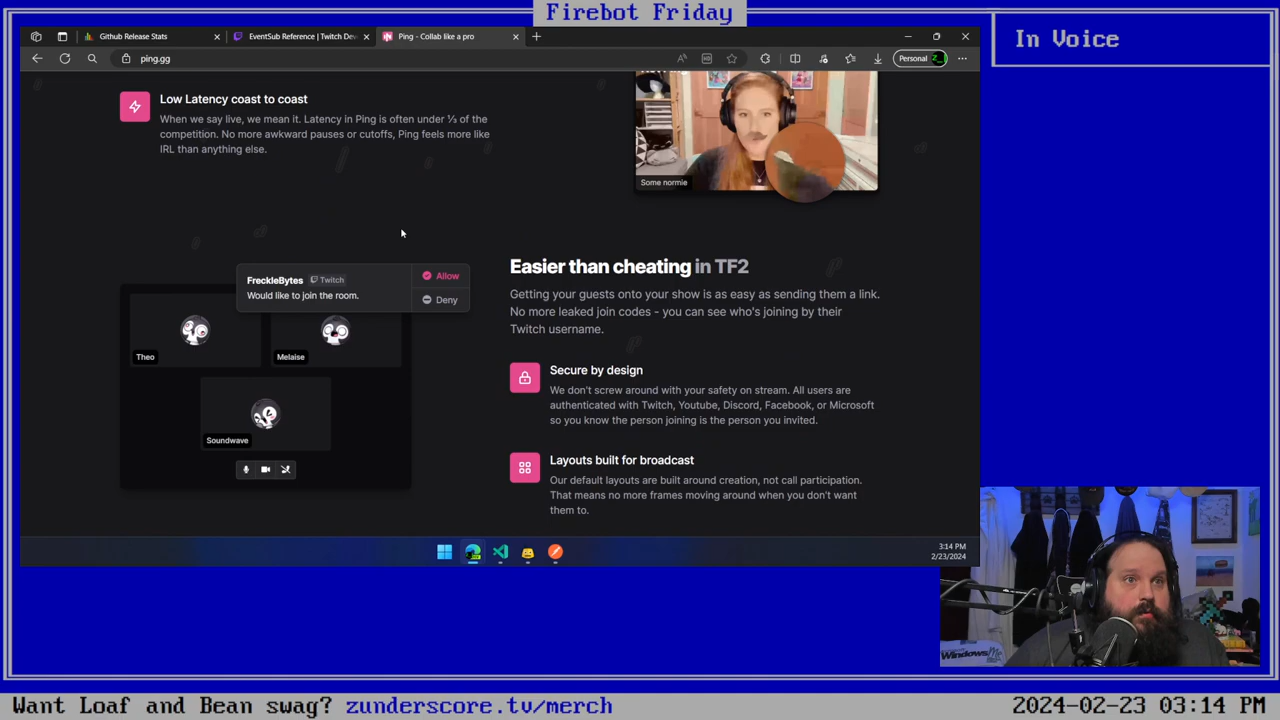 Firebot Friday
In Voice
Github Release Stats
EventSub Reference | Twitch Dev
Ping - Collab like a pro
ping.gg
Personal
Low Latency coast to coast
When we say live, we mean it. Latency in Ping is often under ⅓ of the
competition. No more awkward pauses or cutoffs, Ping feels more like
IRL than anything else.
Some normie
FreckleBytes Twitch
Would like to join the room.
Allow
Deny
Theo
Melaise
Soundwave
Easier than cheating in TF2
Getting your guests onto your show is as easy as sending them a link.
No more leaked join codes - you can see who's joining by their
Twitch username.
Secure by design
We don't screw around with your safety on stream. All users are
authenticated with Twitch, Youtube, Discord, Facebook, or Microsoft
so you know the person joining is the person you invited.
Layouts built for broadcast
Our default layouts are built around creation, not call participation.
That means no more frames moving around when you don't want
them to.
3:14 PM
2/23/2024
Windows
Want Loaf and Bean swag? zunderscore.tv/merch
2024-02-23 03:14 PM